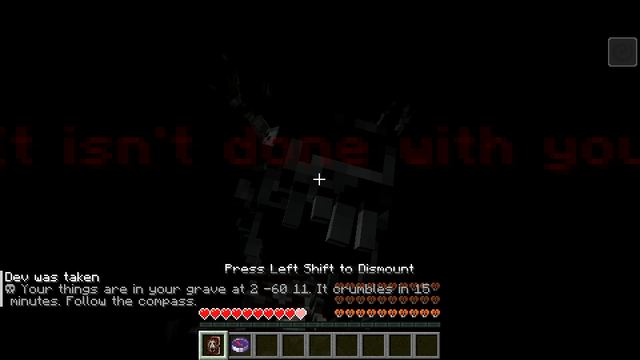 It isn't done with you
Press Left Shift to Dismount
Dev was taken
☠ Your things are in your grave at 2 -60 11. It crumbles in 15
minutes. Follow the compass.